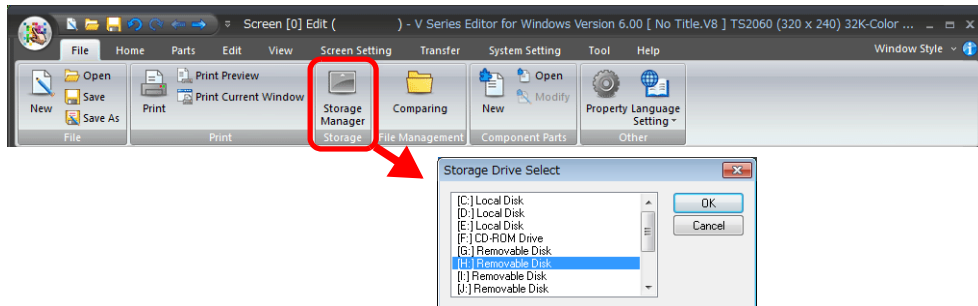 Screen [0] Edit ( ) - V Series Editor for Windows Version 6.00 [ No Title.V8 ] TS2060 (320 x 240) 32K-Color ...
File Home Parts Edit View Screen Setting Transfer System Setting Tool Help Window Style
New
Open
Save
Save As
File
Print
Print Preview
Print Current Window
Print
Storage
Manager
Storage
Comparing
File Management
New
Open
Modify
Component Parts
Property
Language
Setting
Other
Storage Drive Select
[C:] Local Disk
[D:] Local Disk
[E:] Local Disk
[F:] CD-ROM Drive
[G:] Removable Disk
[H:] Removable Disk
[I:] Removable Disk
[J:] Removable Disk
OK
Cancel